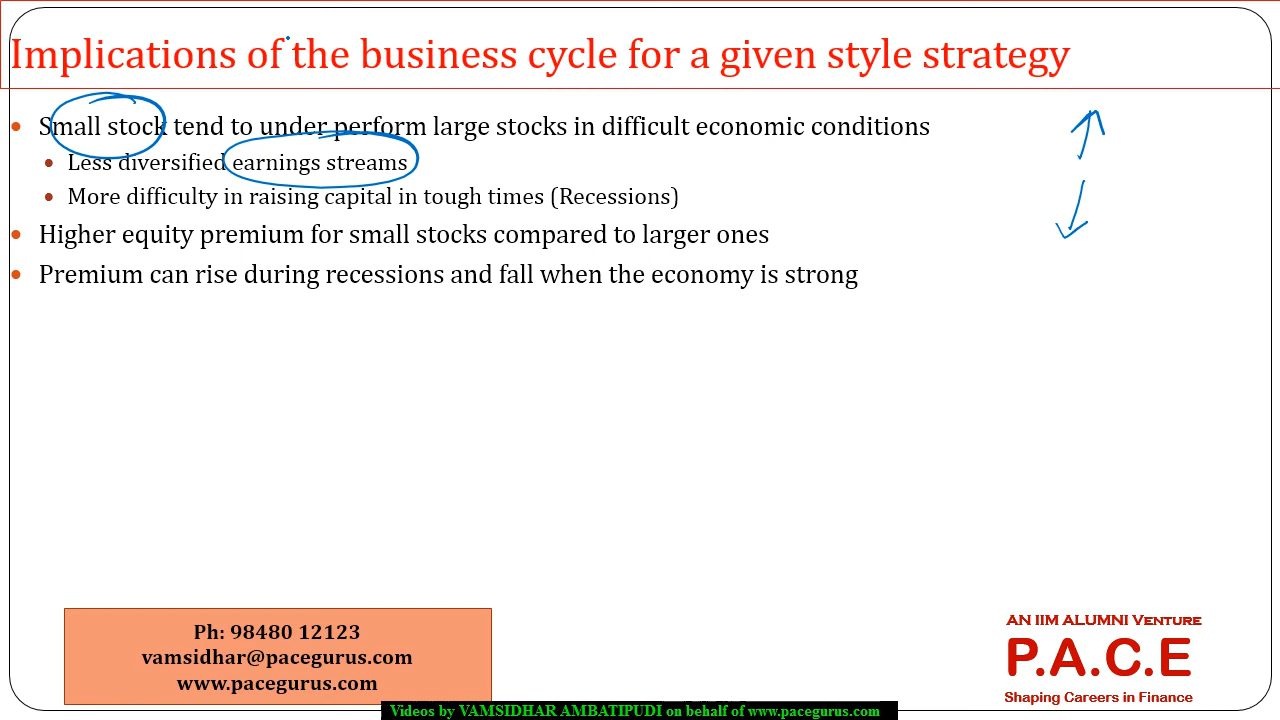 Implications of the business cycle for a given style strategy
Small stock tend to under perform large stocks in difficult economic conditions
Less diversified earnings streams
More difficulty in raising capital in tough times (Recessions)
Higher equity premium for small stocks compared to larger ones
Premium can rise during recessions and fall when the economy is strong
Ph: 98480 12123
vamsidhar@pacegurus.com
www.pacegurus.com
AN IIM ALUMNI VENTURE
P.A.C.E
Shaping Careers in Finance
Videos by VAMSIDHAR AMBATIPUDI on behalf of www.pacegurus.com